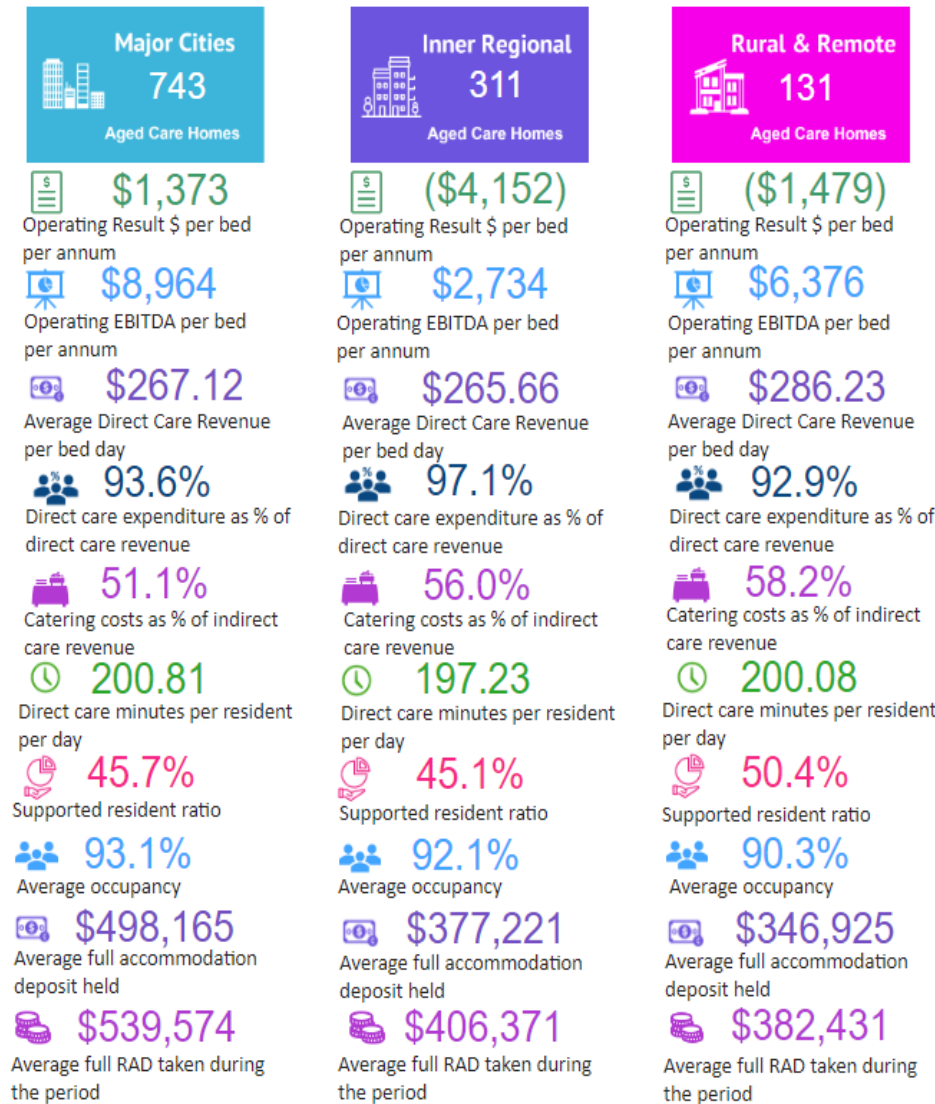 Major Cities
743
Aged Care Homes
$1,373
Operating Result $ per bed
per annum
$8,964
Operating EBITDA per bed
per annum
$267.12
Average Direct Care Revenue
per bed day
93.6%
Direct care expenditure as % of
direct care revenue
51.1%
Catering costs as % of indirect
care revenue
200.81
Direct care minutes per resident
per day
45.7%
Supported resident ratio
93.1%
Average occupancy
$498,165
Average full accommodation
deposit held
$539,574
Average full RAD taken during
the period
Inner Regional
311
Aged Care Homes
($4,152)
Operating Result $ per bed
per annum
$2,734
Operating EBITDA per bed
per annum
$265.66
Average Direct Care Revenue
per bed day
97.1%
Direct care expenditure as % of
direct care revenue
56.0%
Catering costs as % of indirect
care revenue
197.23
Direct care minutes per resident
per day
45.1%
Supported resident ratio
92.1%
Average occupancy
$377,221
Average full accommodation
deposit held
$406,371
Average full RAD taken during
the period
Rural & Remote
131
Aged Care Homes
($1,479)
Operating Result $ per bed
per annum
$6,376
Operating EBITDA per bed
per annum
$286.23
Average Direct Care Revenue
per bed day
92.9%
Direct care expenditure as % of
direct care revenue
58.2%
Catering costs as % of indirect
care revenue
200.08
Direct care minutes per resident
per day
50.4%
Supported resident ratio
90.3%
Average occupancy
$346,925
Average full accommodation
deposit held
$382,431
Average full RAD taken during
the period